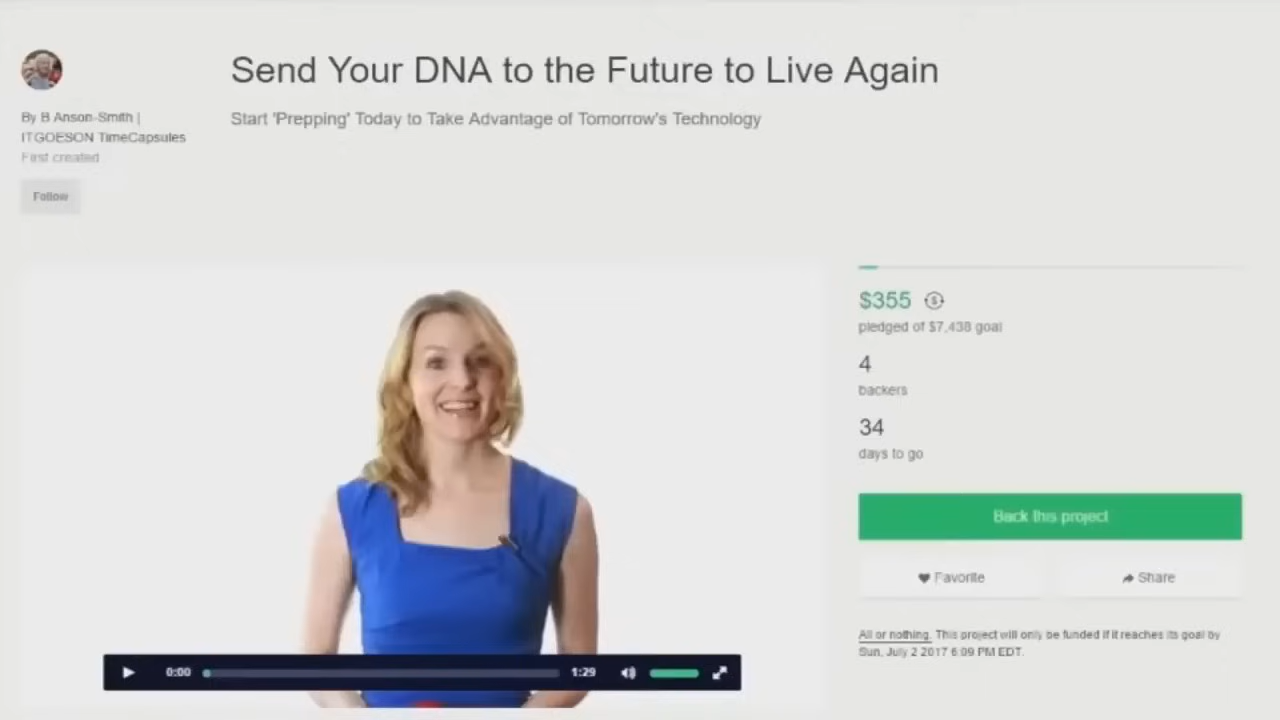 Send Your DNA to the Future to Live Again
Start 'Prepping' Today to Take Advantage of Tomorrow's Technology
By B Anson-Smith |
ITGOESON TimeCapsules
First created
Follow
$355
pledged of $7,438 goal
4
backers
34
days to go
Back this project
Favorite
Share
All or nothing. This project will only be funded if it reaches its goal by
Sun, July 2 2017 6:09 PM EDT.
0:00
1:29